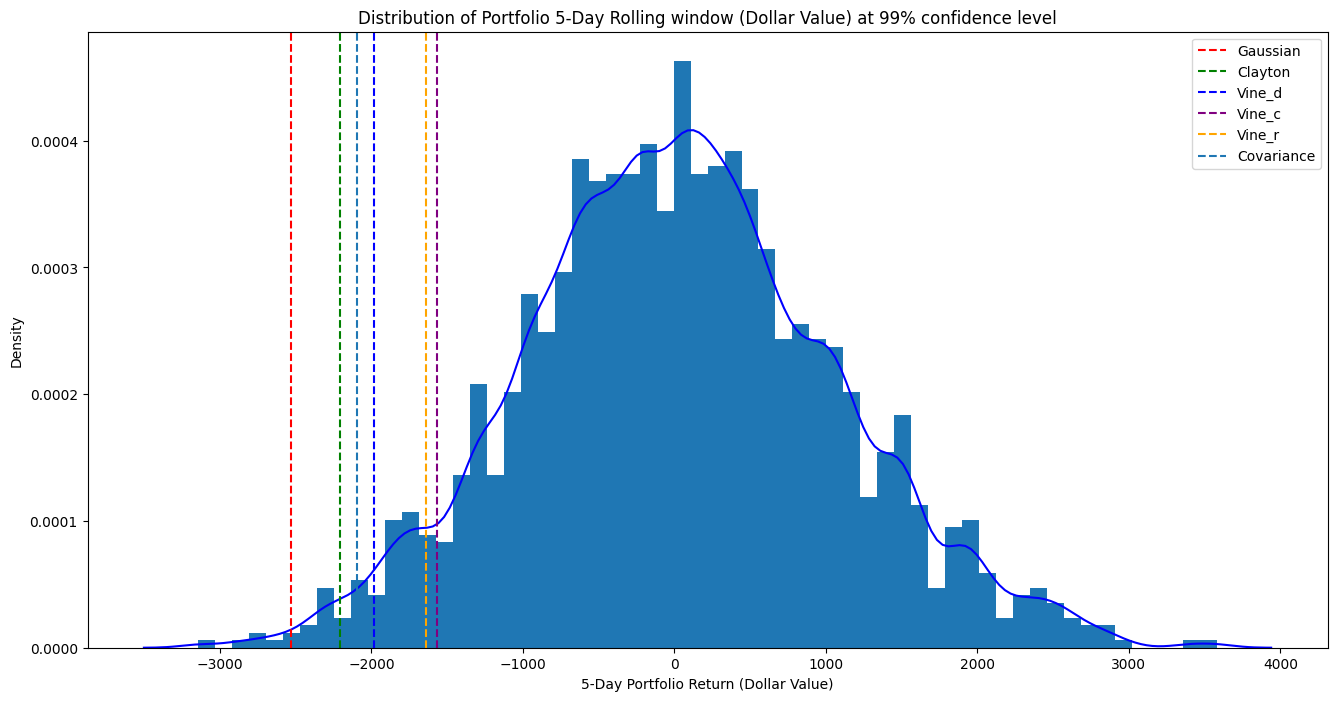 Distribution of Portfolio 5-Day Rolling window (Dollar Value) at 99% confidence level
Gaussian
Clayton
Vine_d
Vine_c
Vine_r
Covariance
Density
0.0004
0.0003
0.0002
0.0001
0.0000
−3000
−2000
−1000
0
1000
2000
3000
4000
5-Day Portfolio Return (Dollar Value)